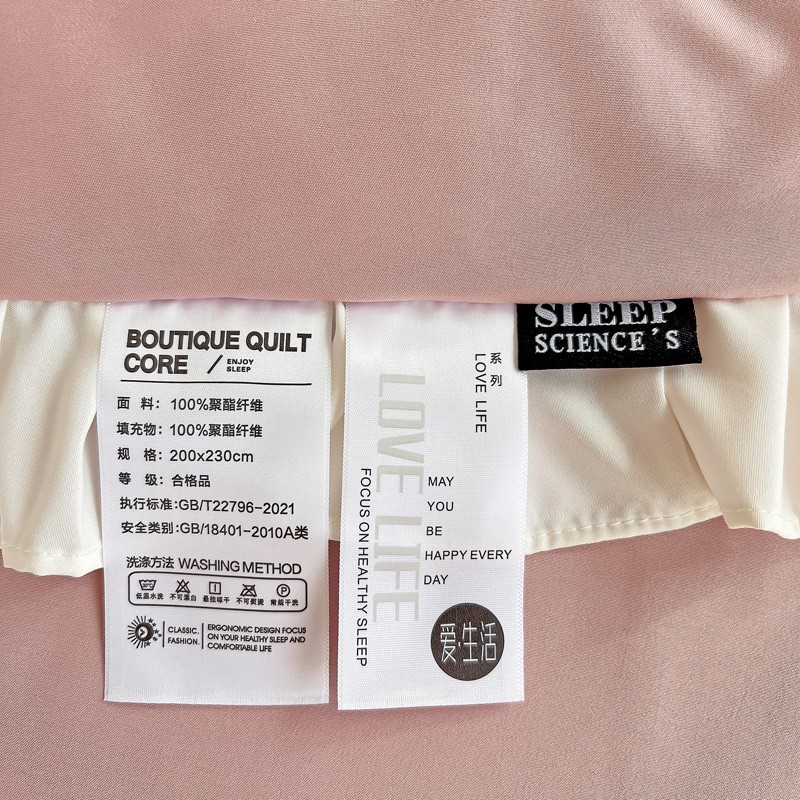 BOUTIQUE QUILT
CORE / ENJOY
SLEEP
面 料: 100%聚酯纤维
填充物: 100%聚酯纤维
规 格: 200x230cm
等 级: 合格品
执行标准:GB/T22796-2021
安全类别:GB/18401-2010A类
洗涤方法 WASHING METHOD
低温水洗 不可漂白 悬挂晾干 不可熨烫 常规干洗
CLASSIC.
FASHION.
ERGONOMIC DESIGN FOCUS
ON YOUR HEALTHY SLEEP AND
COMFORTABLE LIFE
系列
LOVE LIFE
LOVE LIFE
FOCUS ON HEALTHY SLEEP
MAY
YOU
BE
HAPPY EVERY
DAY
爱·生活
SLEEP
SCIENCE'S